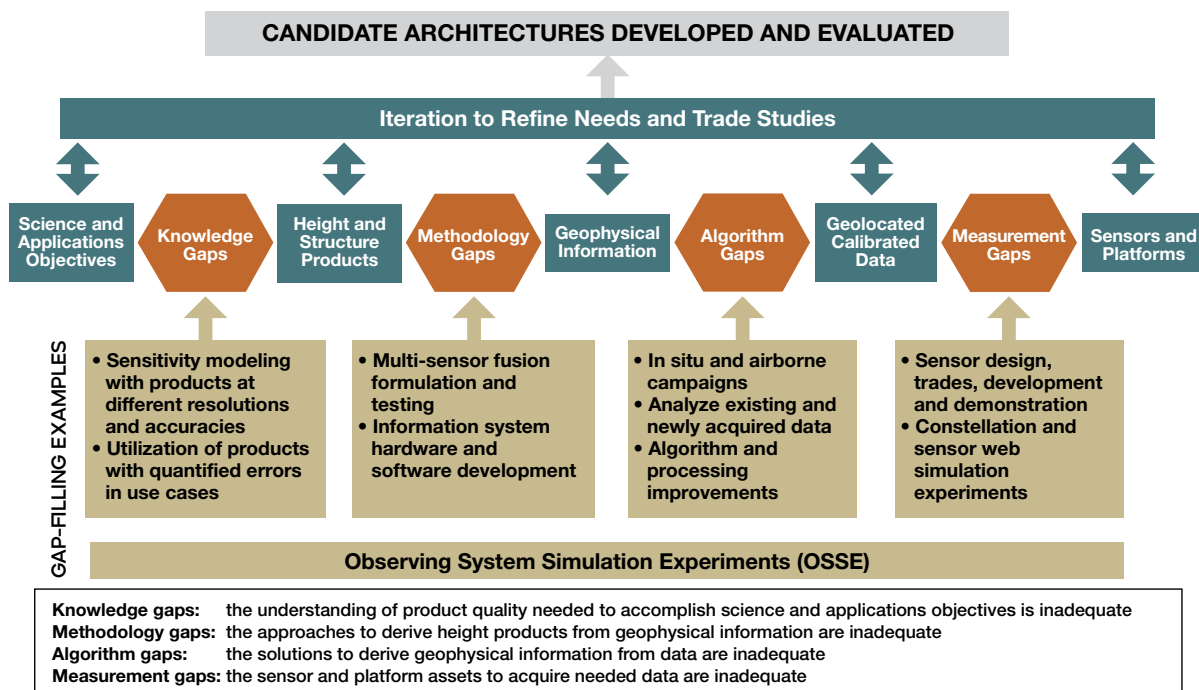 CANDIDATE ARCHITECTURES DEVELOPED AND EVALUATED
Iteration to Refine Needs and Trade Studies
Science and
Applications
Objectives
Knowledge
Gaps
Height and
Structure
Products
Methodology
Gaps
Geophysical
Information
Algorithm
Gaps
Geolocated
Calibrated
Data
Measurement
Gaps
Sensors and
Platforms
GAP-FILLING EXAMPLES
• Sensitivity modeling
with products at
different resolutions
and accuracies
• Utilization of products
with quantified errors
in use cases
• Multi-sensor fusion
formulation and
testing
• Information system
hardware and
software development
• In situ and airborne
campaigns
• Analyze existing and
newly acquired data
• Algorithm and
processing
improvements
• Sensor design,
trades, development
and demonstration
• Constellation and
sensor web
simulation
experiments
Observing System Simulation Experiments (OSSE)
Knowledge gaps: the understanding of product quality needed to accomplish science and applications objectives is inadequate
Methodology gaps: the approaches to derive height products from geophysical information are inadequate
Algorithm gaps: the solutions to derive geophysical information from data are inadequate
Measurement gaps: the sensor and platform assets to acquire needed data are inadequate